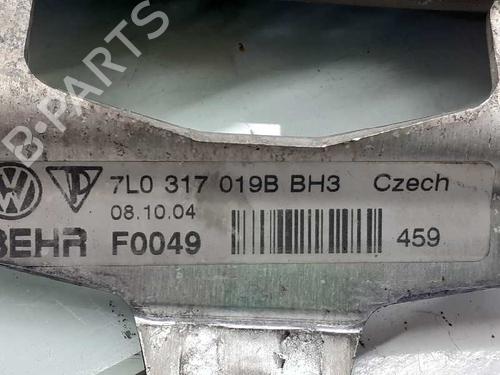 B-PARTS
7L0 317 019B BH3 Czech
08.10.04
BEHR F0049 459